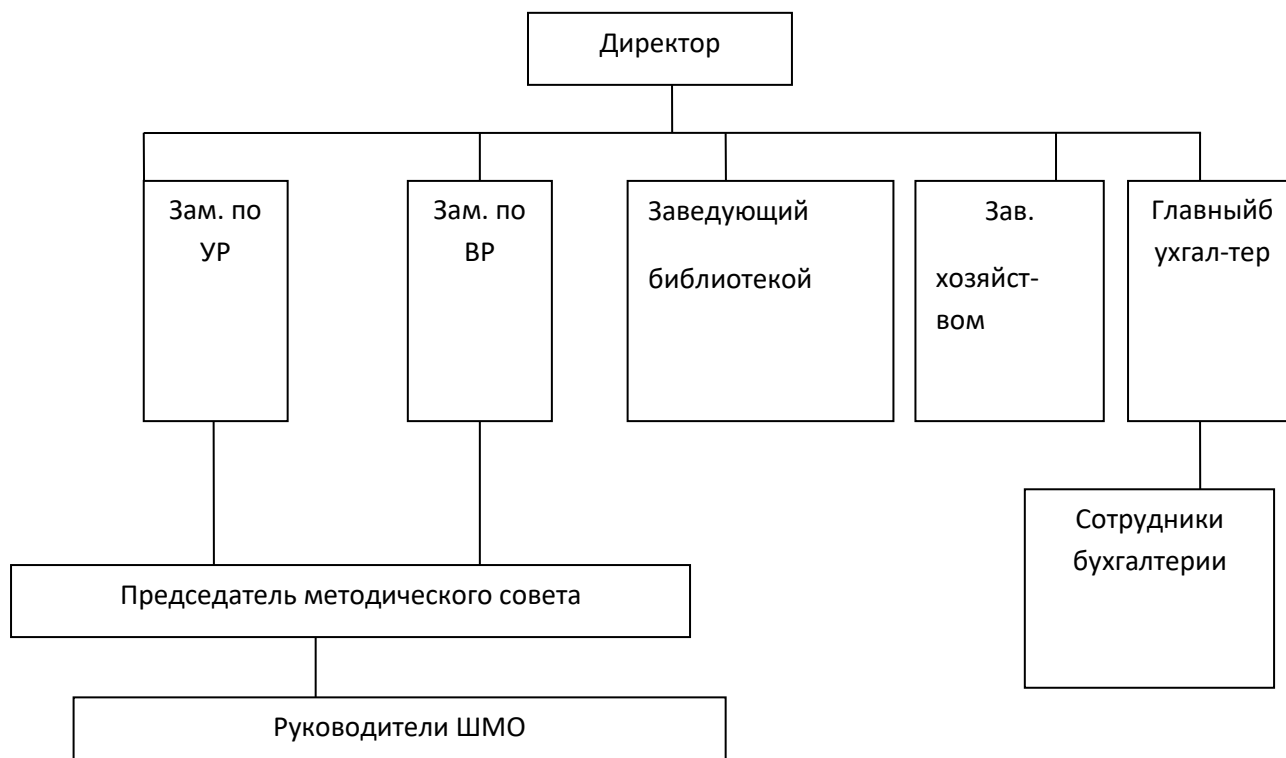 Директор
Зам. по
УР
Зам. по
ВР
Заведующий
библиотекой
Зав.
хозяйст-
вом
Главныйб
ухгал-тер
Сотрудники
бухгалтерии
Председатель методического совета
Руководители ШМО